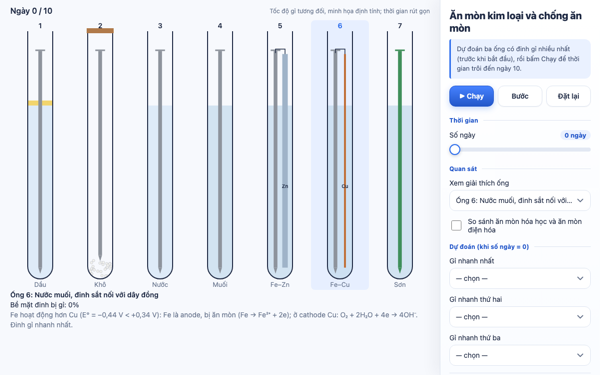 Ngày 0 / 10
Tốc độ gỉ tương đối, minh họa định tính; thời gian rút gọn
1 2 3 4 5 6 7
Zn
Cu
Dầu Khô Nước Muối Fe–Zn Fe–Cu Sơn
Ống 6: Nước muối, đinh sắt nối với dây đồng
Bề mặt đinh bị gỉ: 0%
Fe hoạt động hơn Cu (E° = −0,44 V < +0,34 V): Fe là anode, bị ăn mòn (Fe → Fe²⁺ + 2e); ở cathode Cu: O₂ + 2H₂O + 4e → 4OH⁻.
Đinh gỉ nhanh nhất.
Ăn mòn kim loại và chống ăn
mòn
Dự đoán ba ống có đinh gỉ nhiều nhất
(trước khi bắt đầu), rồi bấm Chạy để thời
gian trôi đến ngày 10.
▶ Chạy
Bước
Đặt lại
Thời gian
Số ngày
0 ngày
Quan sát
Xem giải thích ống
Ống 6: Nước muối, đinh sắt nối với...
So sánh ăn mòn hóa học và ăn mòn
điện hóa
Dự đoán (khi số ngày = 0)
Gỉ nhanh nhất
— chọn —
Gỉ nhanh thứ hai
— chọn —
Gỉ nhanh thứ ba
— chọn —